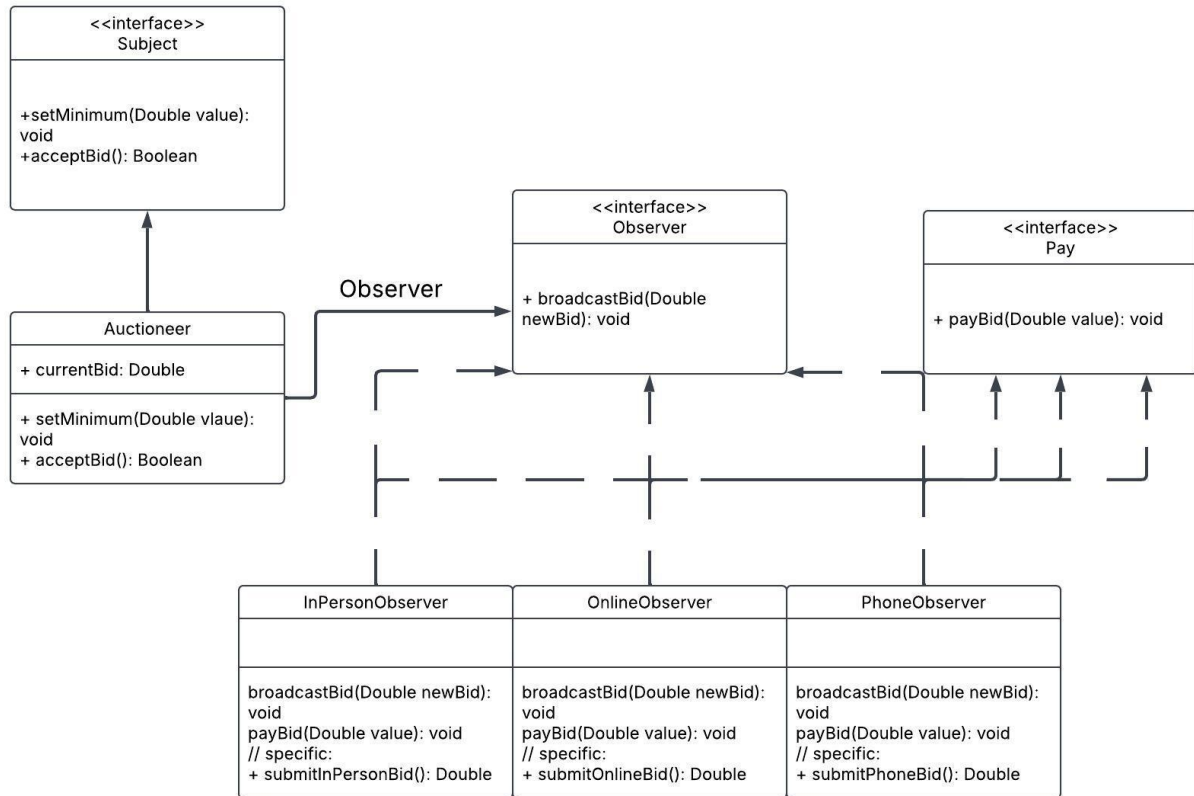 <<interface>>
Subject
+setMinimum(Double value):
void
+acceptBid(): Boolean
<<interface>>
Observer
+ broadcastBid(Double
newBid): void
<<interface>>
Pay
+ payBid(Double value): void
Observer
Auctioneer
+ currentBid: Double
+ setMinimum(Double vlaue):
void
+ acceptBid(): Boolean
InPersonObserver
broadcastBid(Double newBid):
void
payBid(Double value): void
// specific:
+ submitInPersonBid(): Double
OnlineObserver
broadcastBid(Double newBid):
void
payBid(Double value): void
// specific:
+ submitOnlineBid(): Double
PhoneObserver
broadcastBid(Double newBid):
void
payBid(Double value): void
// specific:
+ submitPhoneBid(): Double